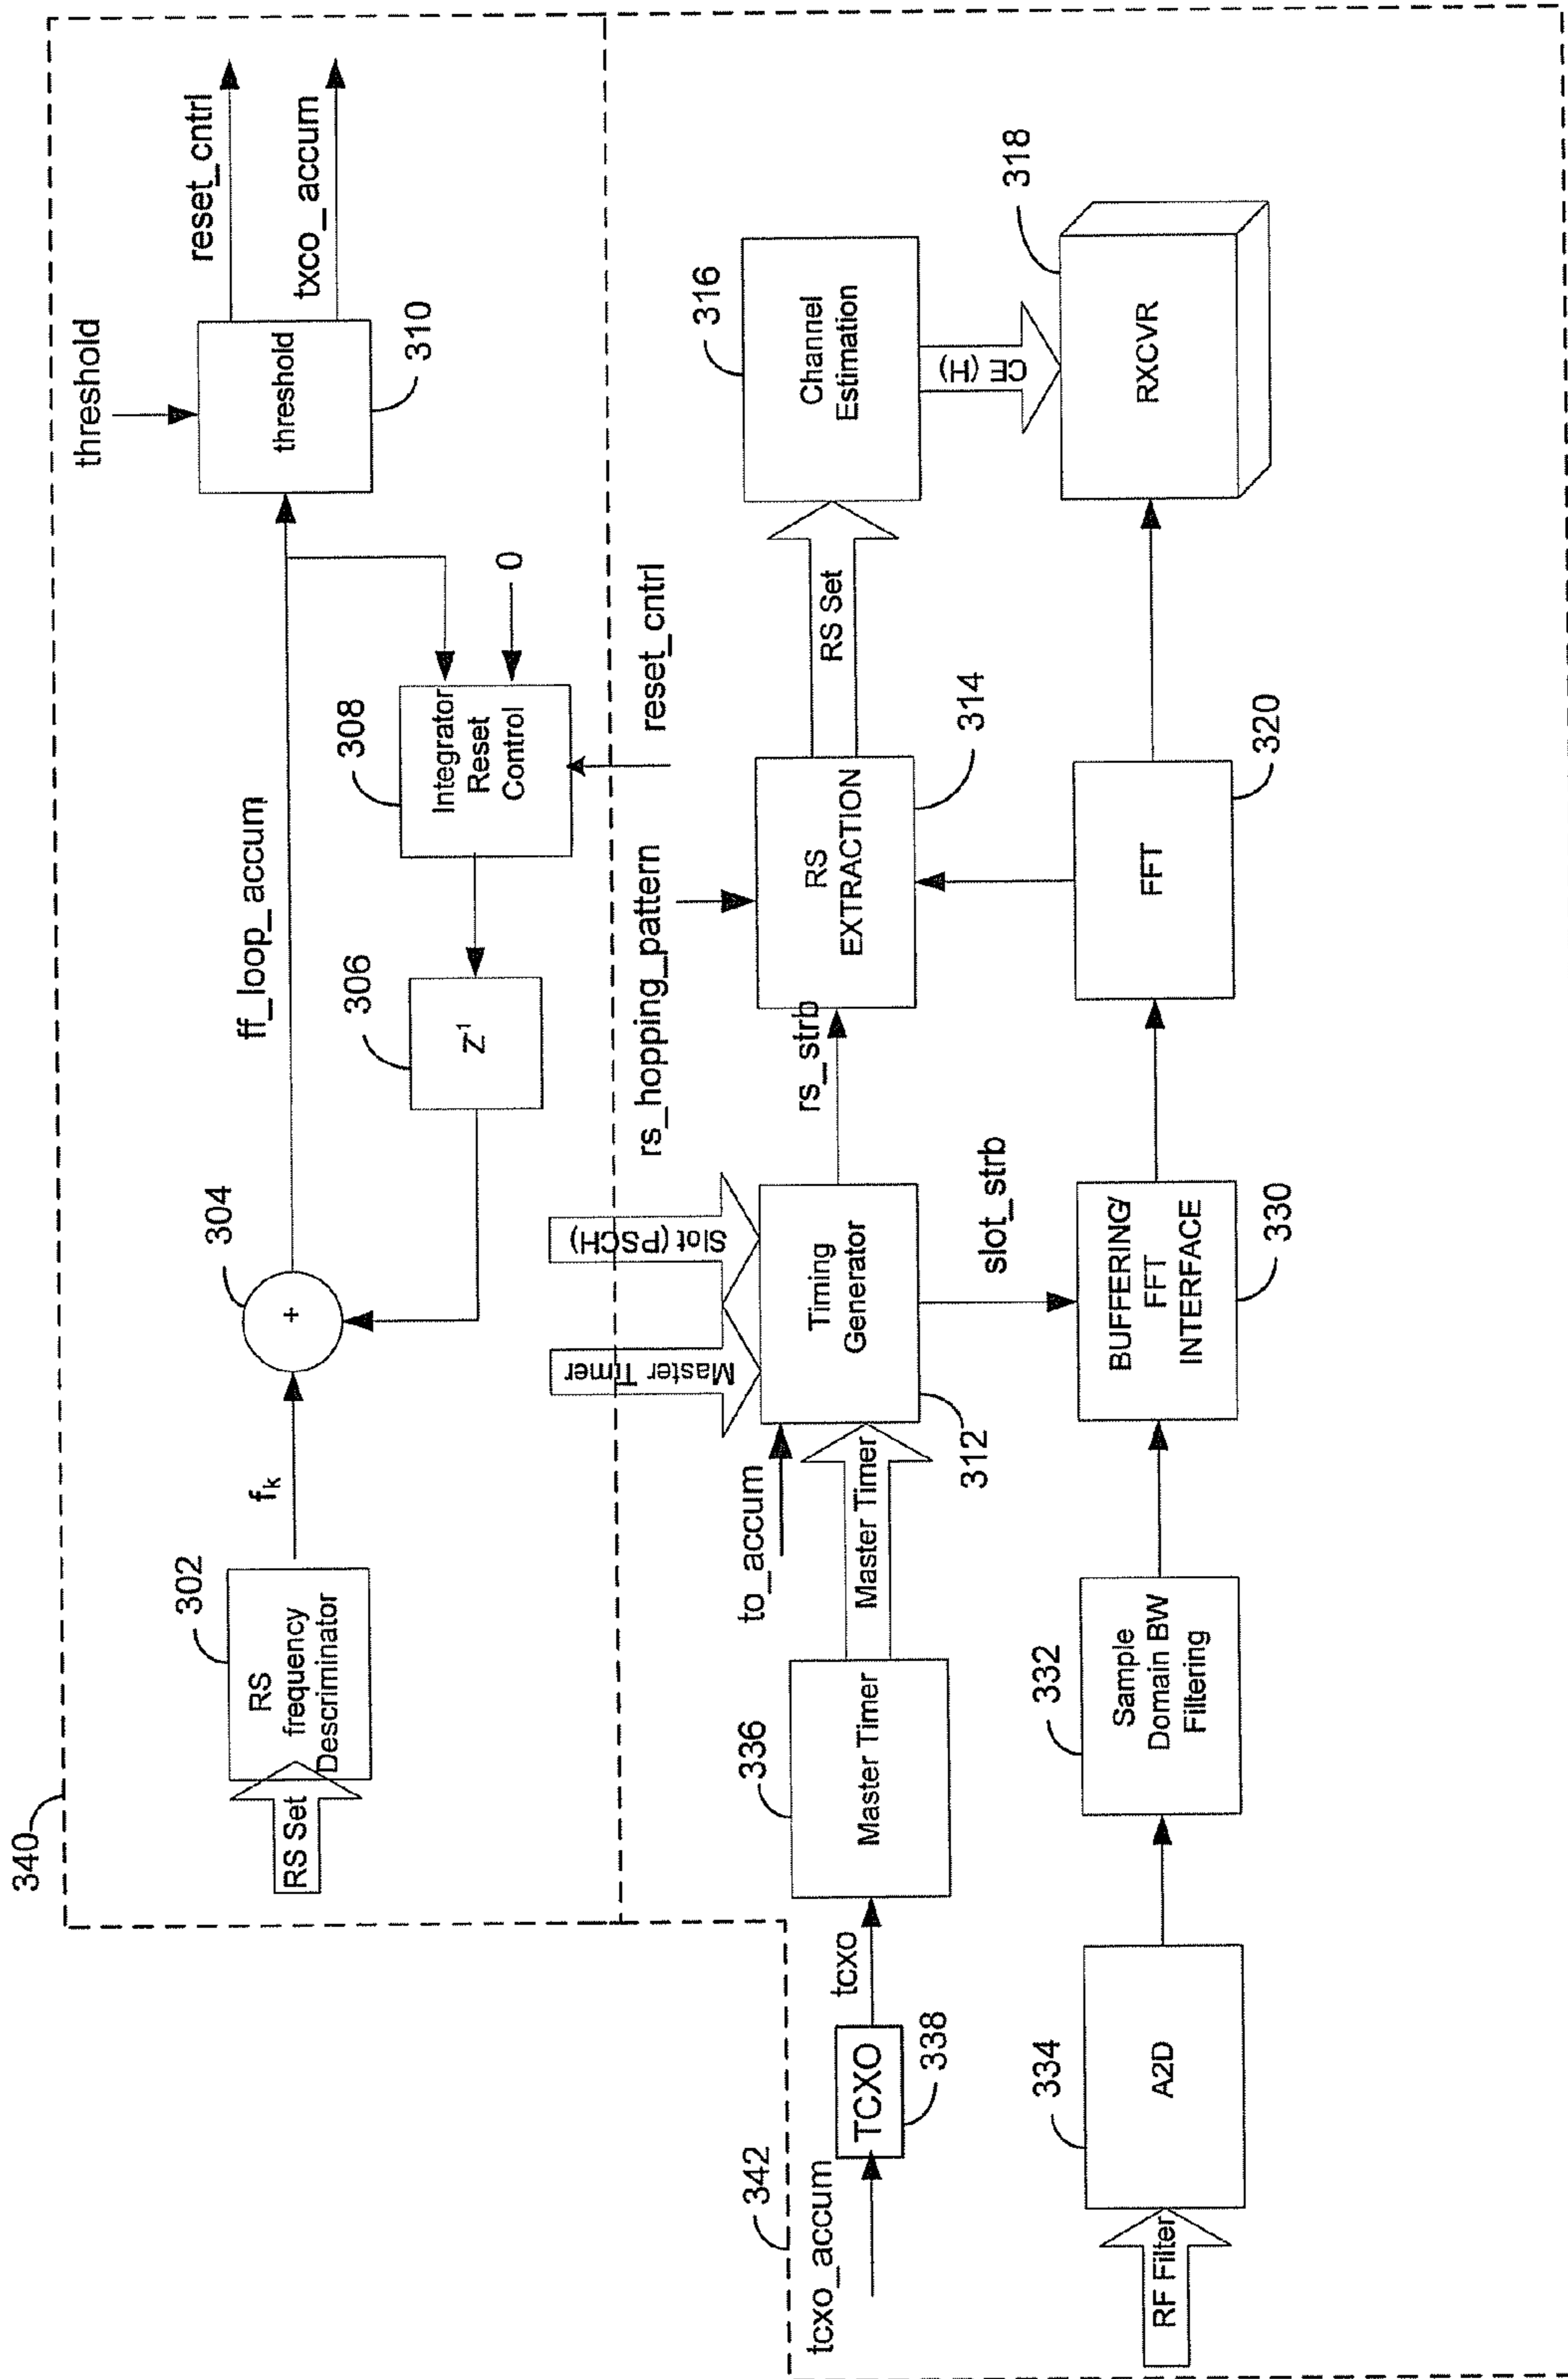 340
RS Set
RS
frequency
Descriminator
302
fk
304
+
ff_loop_accum
306
Z-1
308
Integrator
Reset
Control
0
reset_cntrl
threshold
threshold
310
reset_cntrl
txco_accum
342
tcxo_accum
TCXO
338
tcxo
336
Master Timer
Master Timer
to_accum
Master Timer
Slot (PSCH)
Timing
Generator
312
rs_strb
slot_strb
rs_hopping_pattern
RS
EXTRACTION
314
RS Set
316
Channel
Estimation
CE (H)
318
RXCVR
RF Filter
334
A2D
332
Sample
Domain BW
Filtering
BUFFERING/
FFT
INTERFACE
330
FFT
320